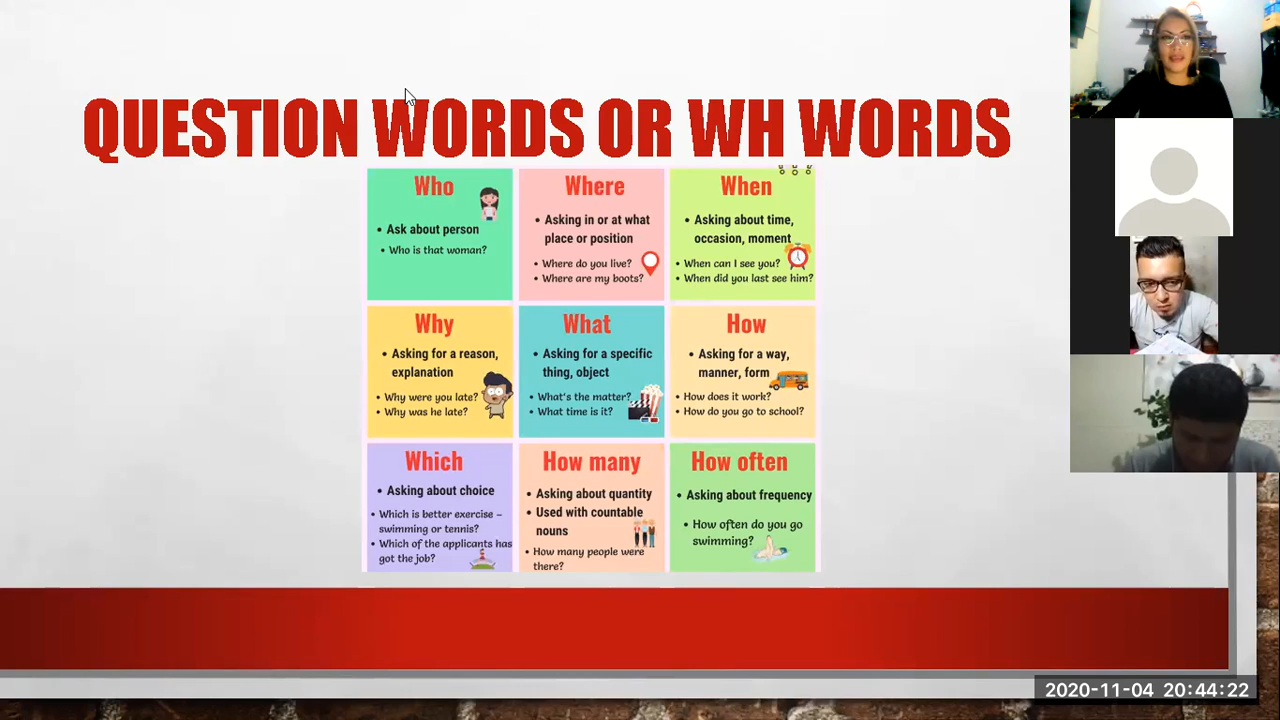 QUESTION WORDS OR WH WORDS
Who
• Ask about person
• Who is that woman?
Where
• Asking in or at what
place or position
• Where do you live?
• Where are my boots?
When
• Asking about time,
occasion, moment
• When can I see you?
• When did you last see him?
Why
• Asking for a reason,
explanation
• Why were you late?
• Why was he late?
What
• Asking for a specific
thing, object
• What's the matter?
• What time is it?
How
• Asking for a way,
manner, form
• How does it work?
• How do you go to school?
Which
• Asking about choice
• Which is better exercise –
swimming or tennis?
• Which of the applicants has
got the job?
How many
• Asking about quantity
• Used with countable
nouns
• How many people were
there?
How often
• Asking about frequency
• How often do you go
swimming?
2020-11-04 20:44:22